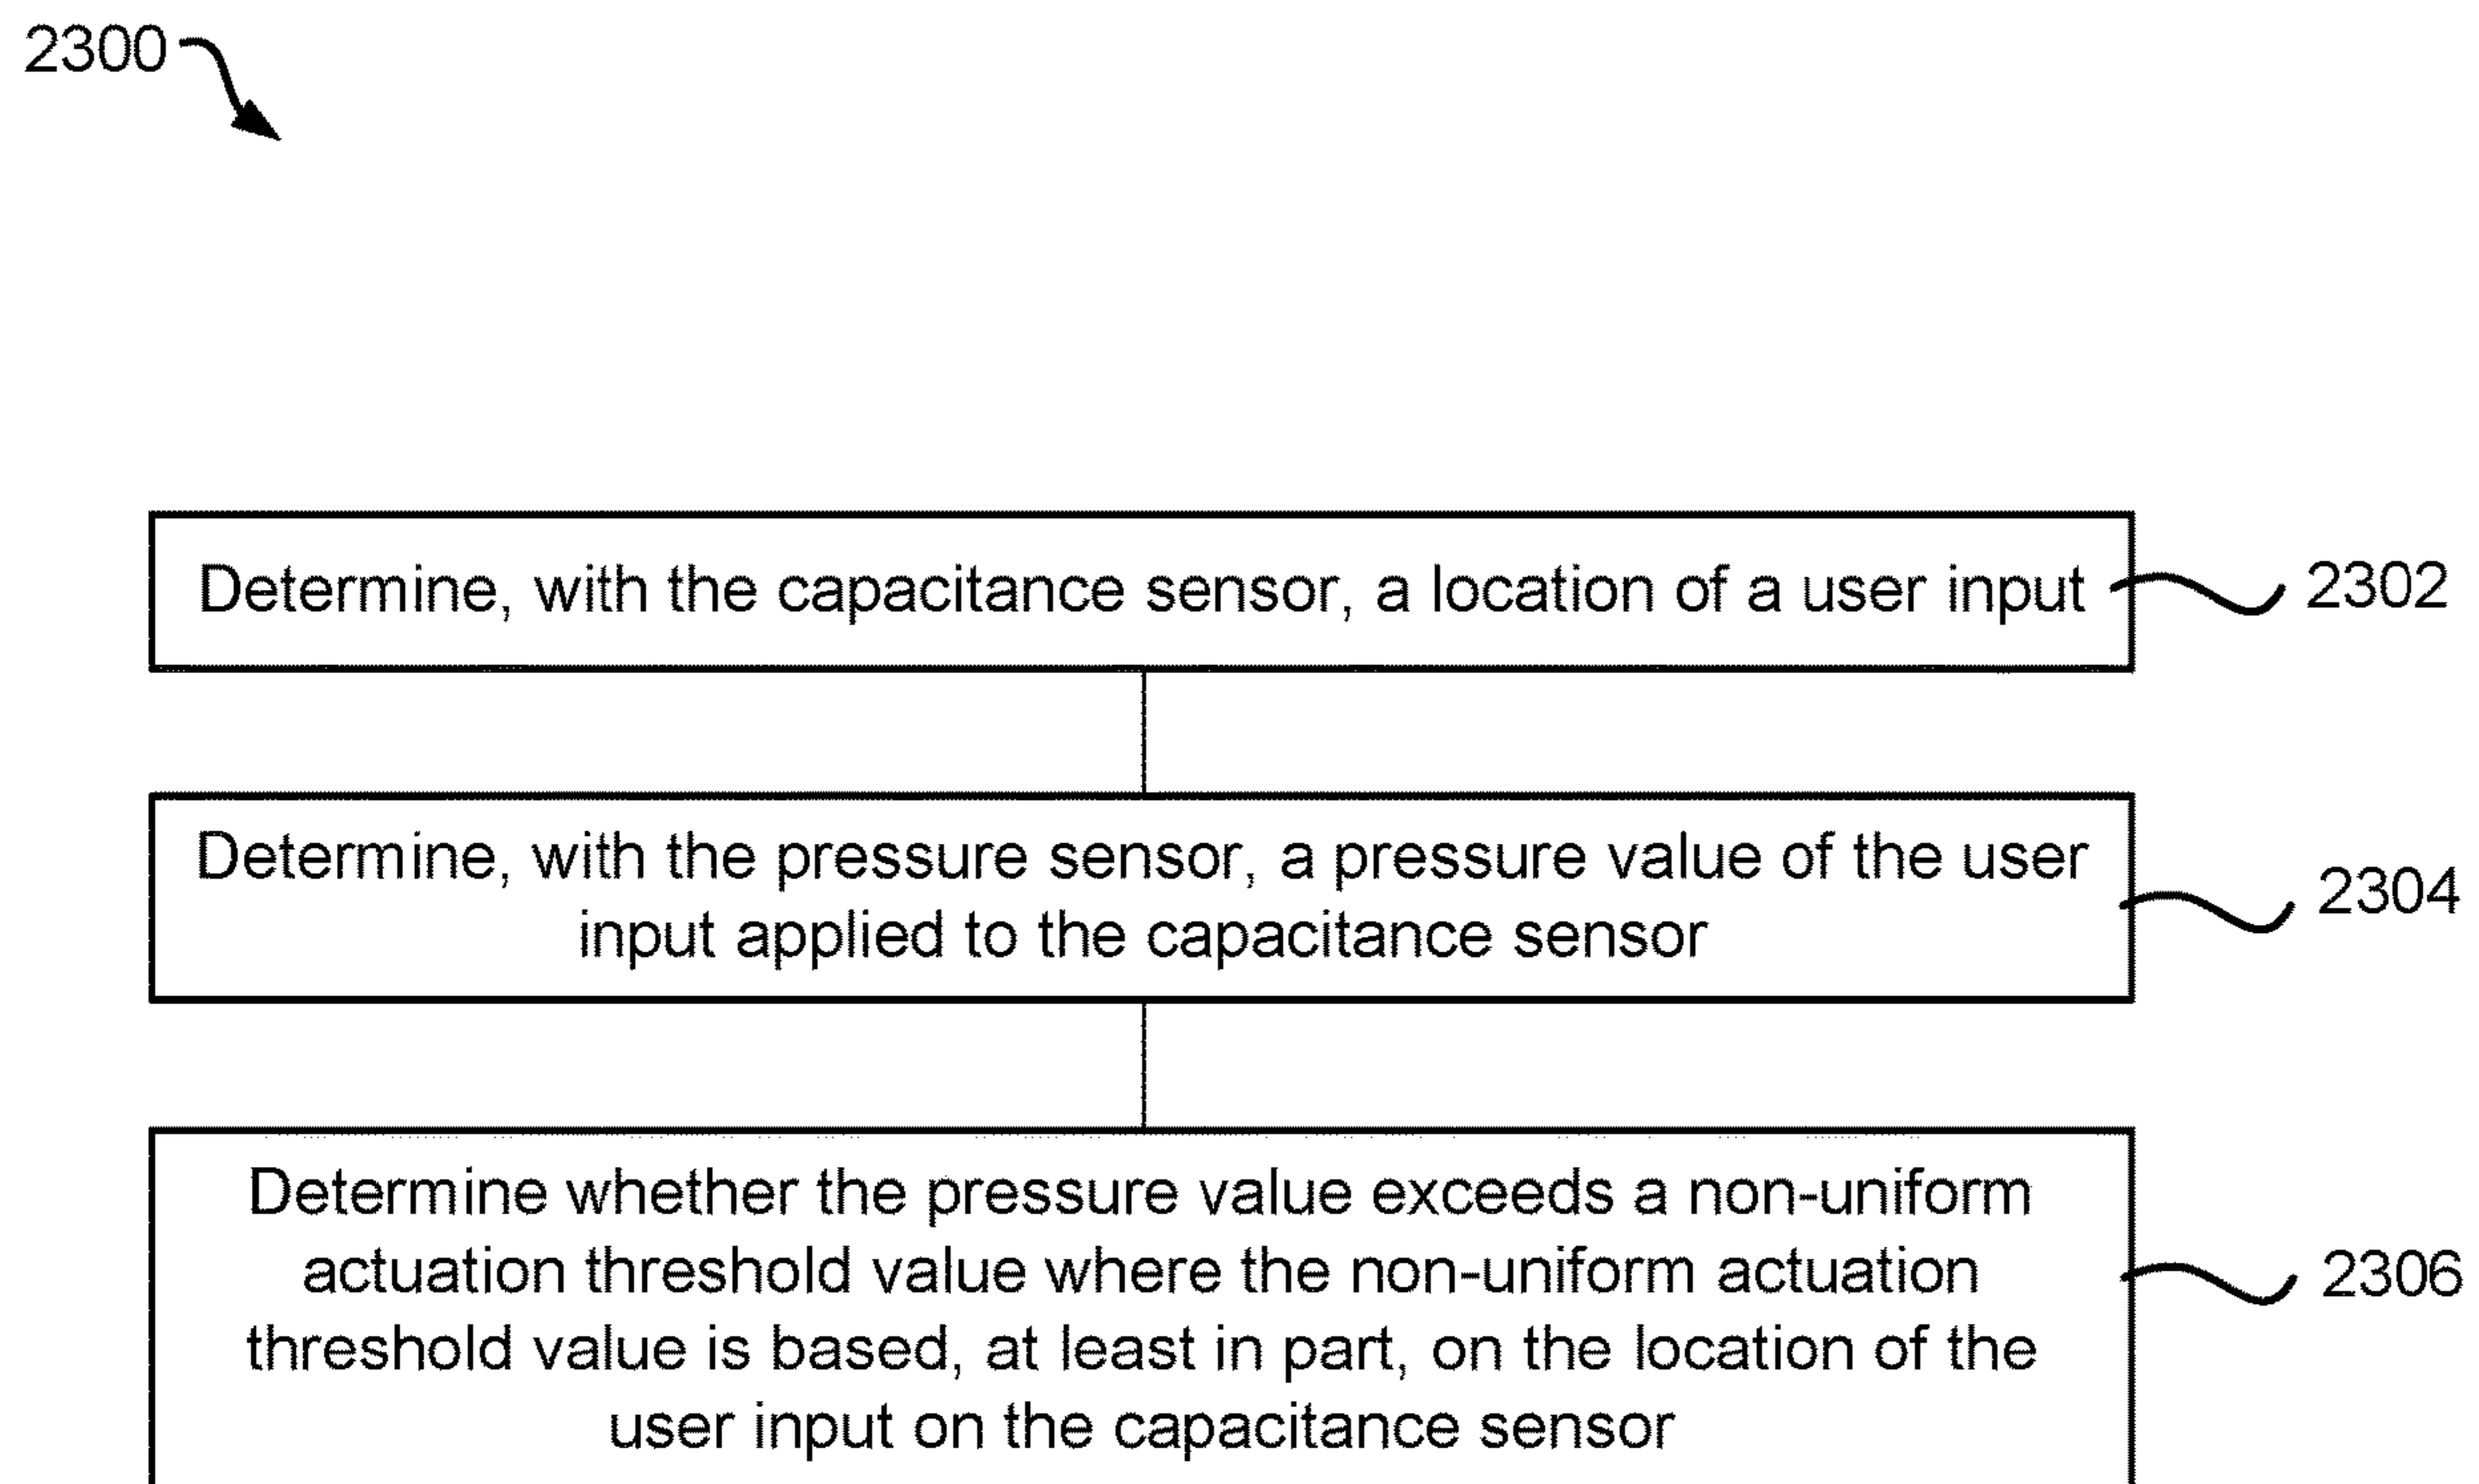 2300
Determine, with the capacitance sensor, a location of a user input
2302
Determine, with the pressure sensor, a pressure value of the user
input applied to the capacitance sensor
2304
Determine whether the pressure value exceeds a non-uniform
actuation threshold value where the non-uniform actuation
threshold value is based, at least in part, on the location of the
user input on the capacitance sensor
2306